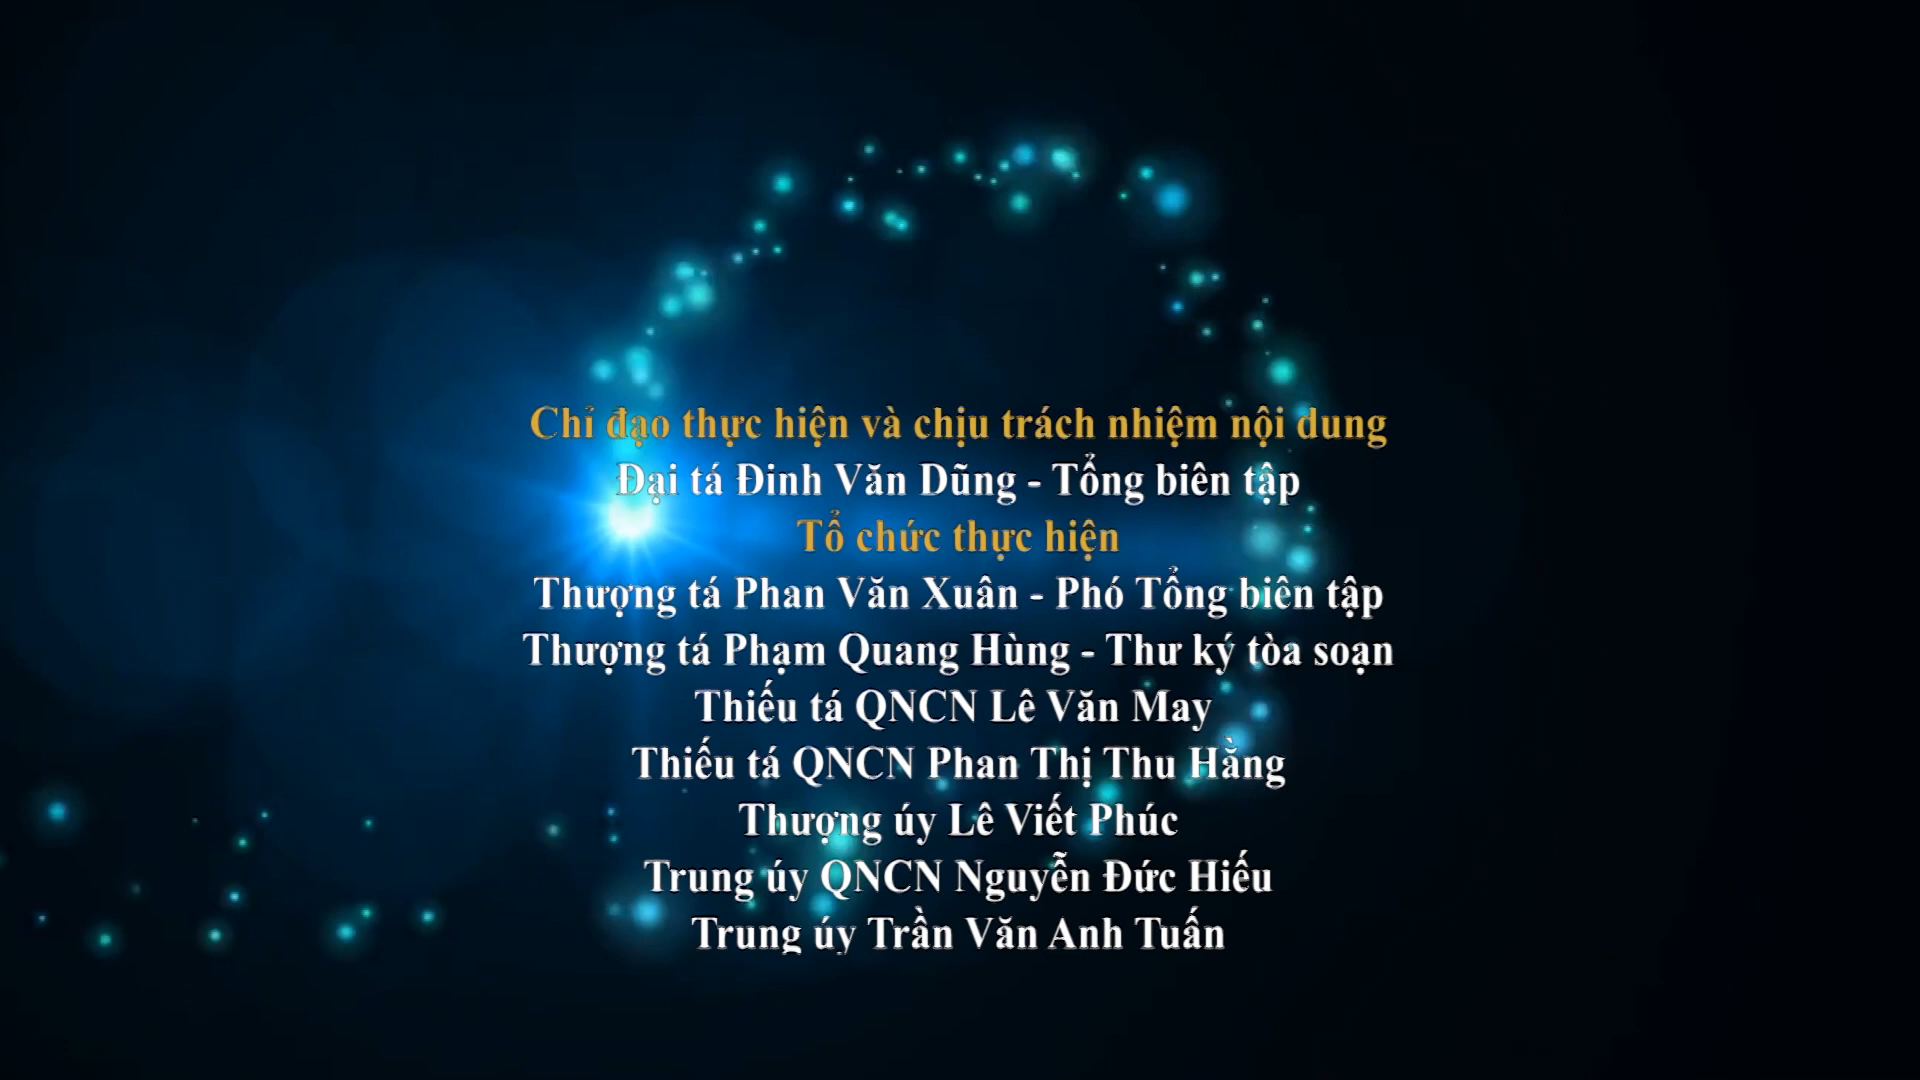 Chỉ đạo thực hiện và chịu trách nhiệm nội dung
Đại tá Đinh Văn Dũng - Tổng biên tập
Tổ chức thực hiện
Thượng tá Phan Văn Xuân - Phó Tổng biên tập
Thượng tá Phạm Quang Hùng - Thư ký tòa soạn
Thiếu tá QNCN Lê Văn May
Thiếu tá QNCN Phan Thị Thu Hằng
Thượng úy Lê Viết Phúc
Trung úy QNCN Nguyễn Đức Hiếu
Trung úy Trần Văn Anh Tuấn